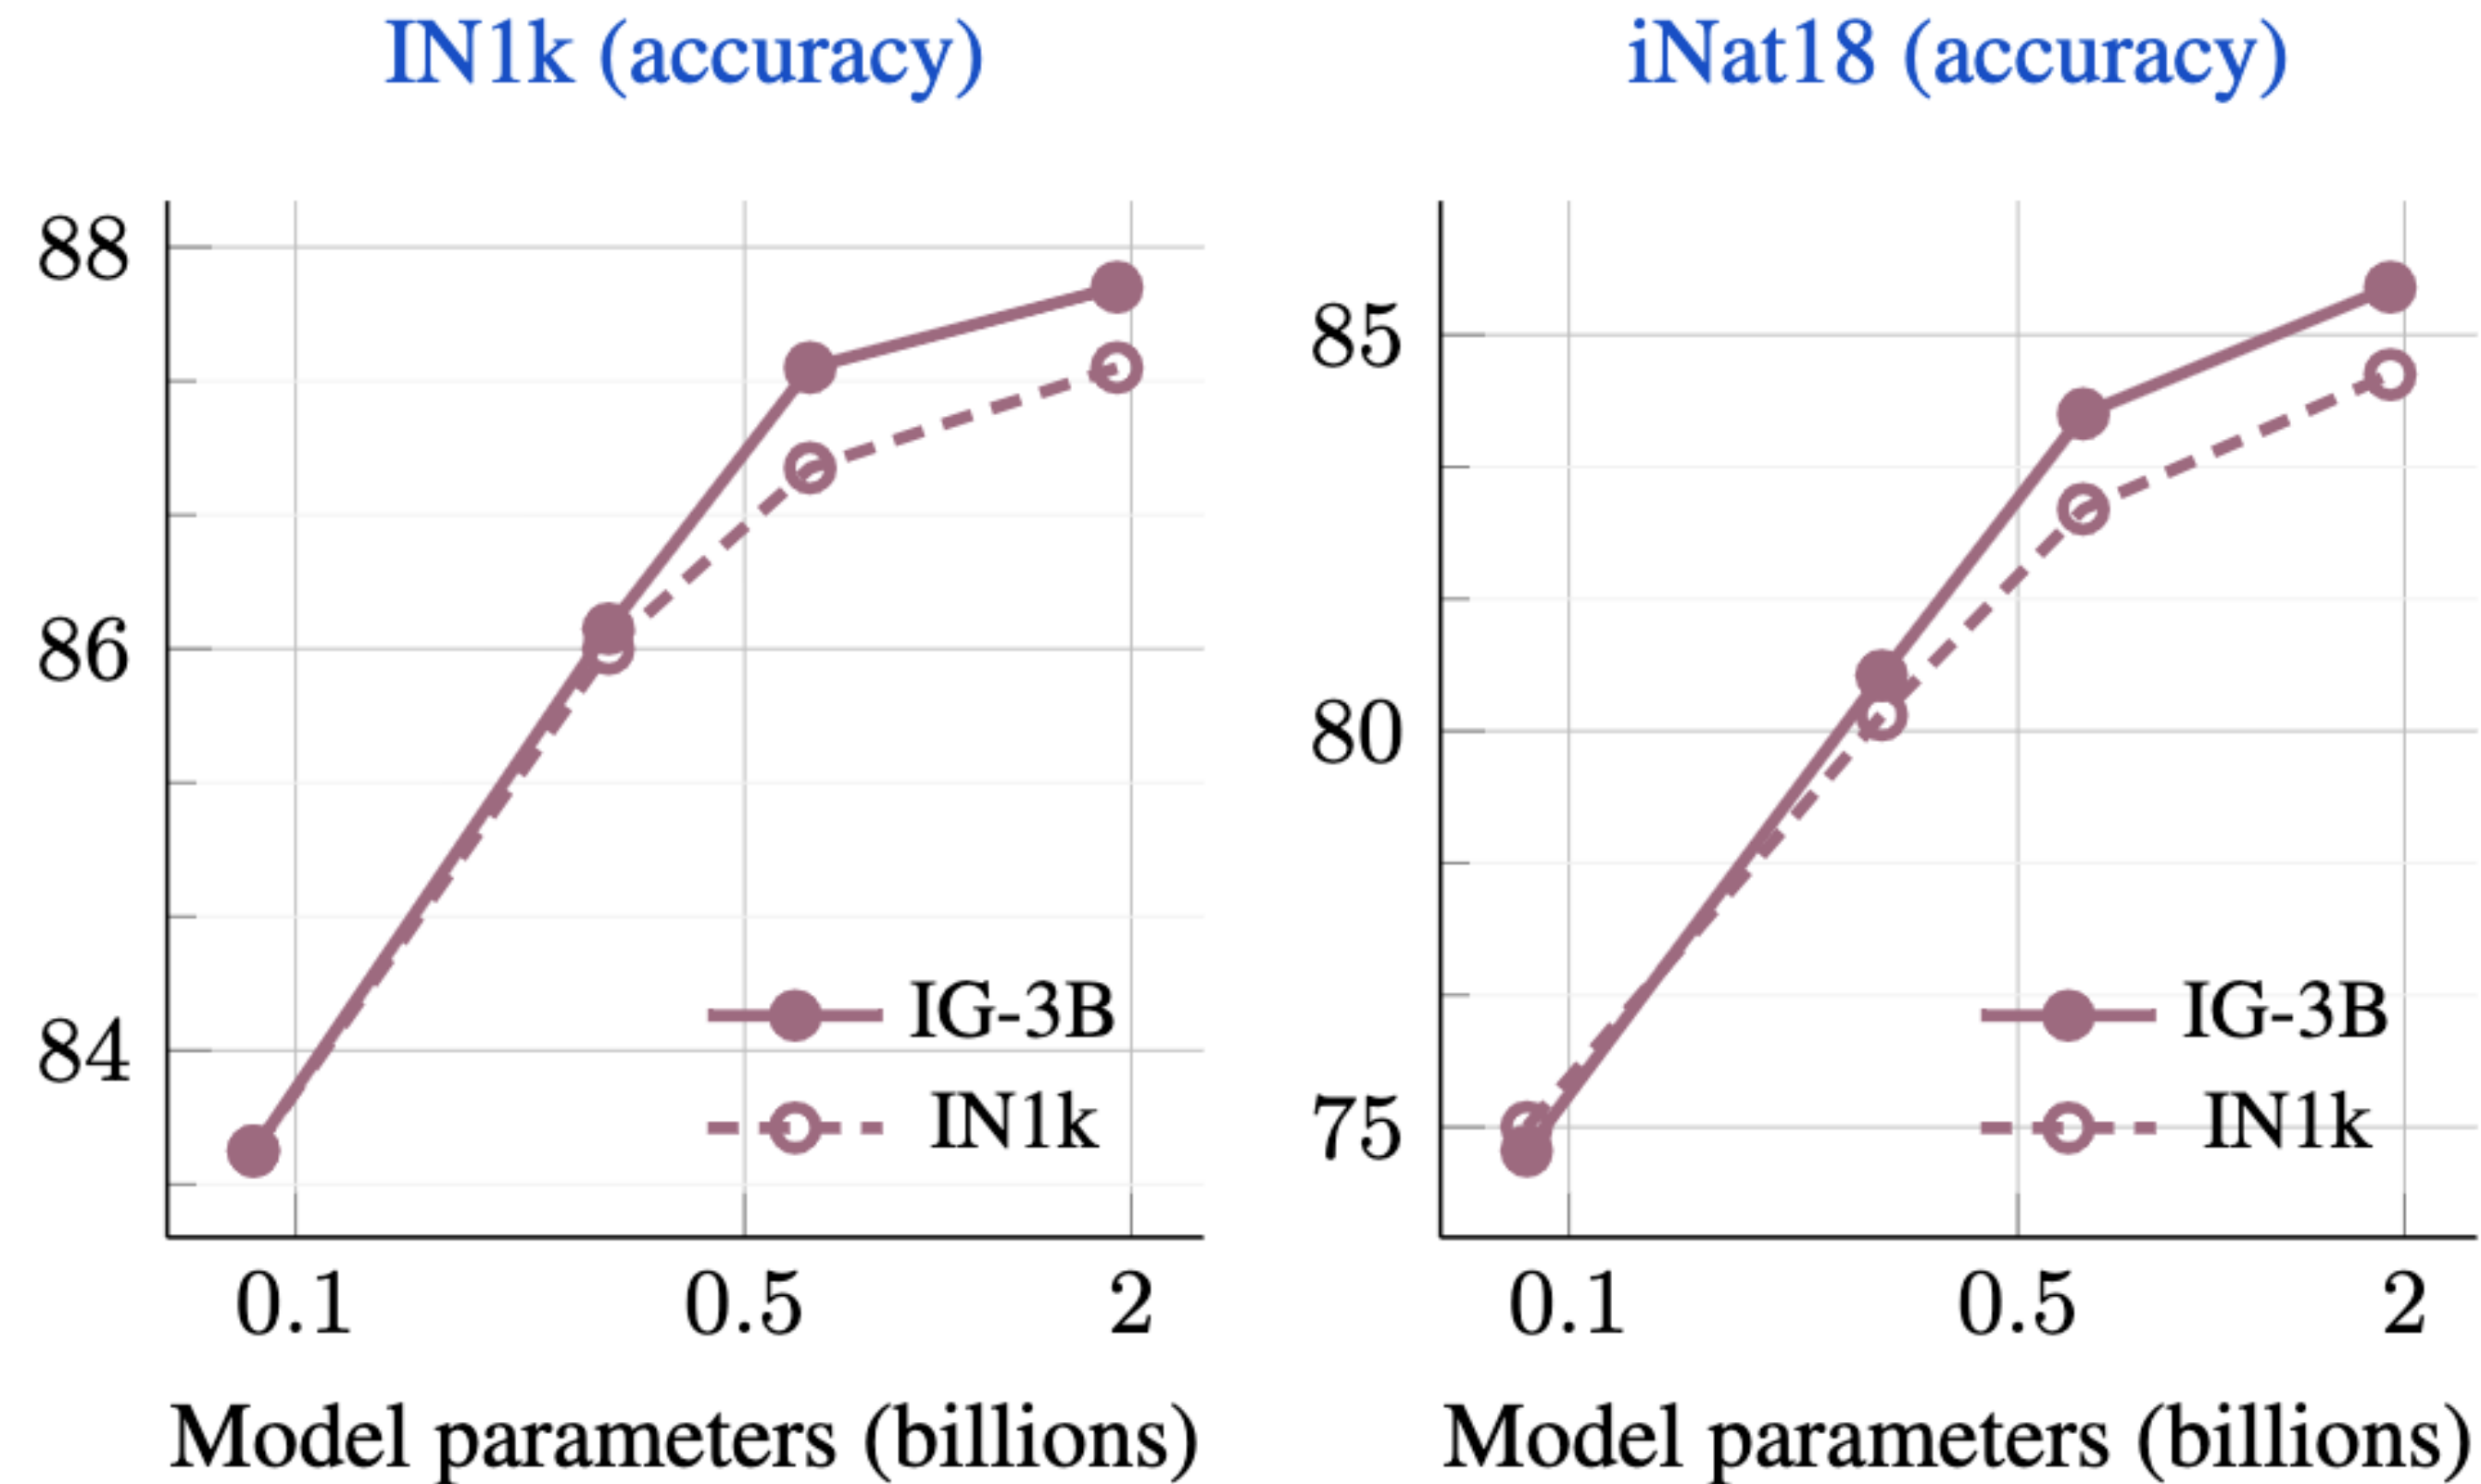 IN1k (accuracy)
88
86
84
IG-3B
IN1k
0.1 0.5 2
Model parameters (billions)
iNat18 (accuracy)
85
80
75
IG-3B
IN1k
0.1 0.5 2
Model parameters (billions)